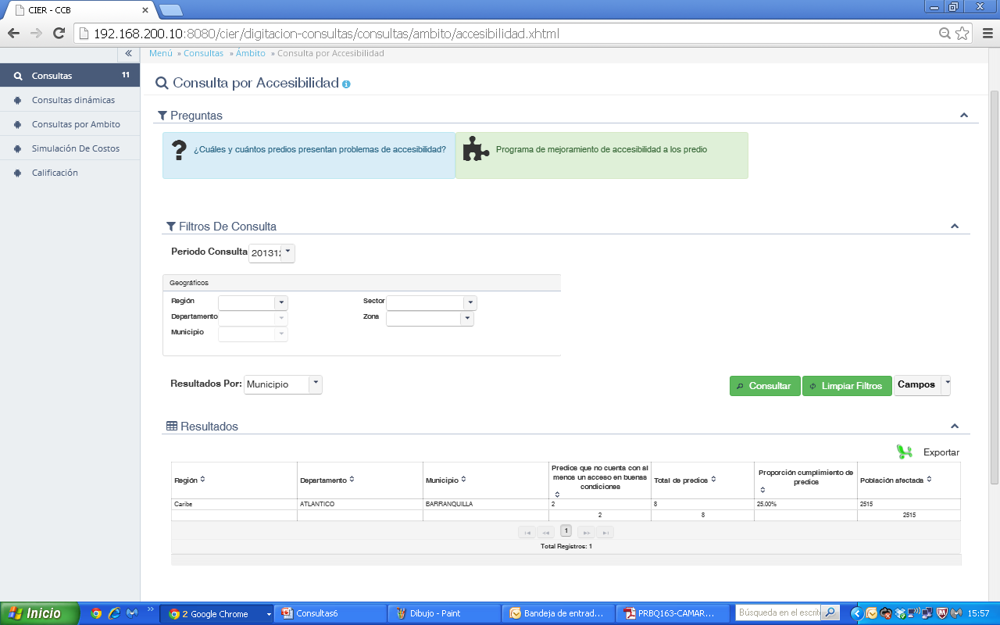 CIER - CCB
192.168.200.10:8080/cier/digitacion-consultas/consultas/ambito/accesibilidad.xhtml
Menú » Consultas » Ámbito » Consulta por Accesibilidad
Consultas 11
Consultas dinámicas
Consultas por Ambito
Simulación De Costos
Calificación
Consulta por Accesibilidad
Preguntas
¿Cuáles y cuántos predios presentan problemas de accesibilidad?
Programa de mejoramiento de accesibilidad a los predio
Filtros De Consulta
Periodo Consulta 201312
Geográficos
Región
Sector
Departamento
Zona
Municipio
Resultados Por: Municipio
Consultar
Limpiar Filtros
Campos
Resultados
Exportar
Región
Departamento
Municipio
Predios que no cuenta con al menos un acceso en buenas condiciones
Total de predios
Proporción cumplimiento de predios
Población afectada
Caribe ATLANTICO BARRANQUILLA 2 8 25.00% 2515
2 8 2515
1
Total Registros: 1
Inicio
2 Google Chrome
Consultas6
Dibujo - Paint
Bandeja de entrad...
PRBQ163-CAMAR...
Búsqueda en el escrito
15:57